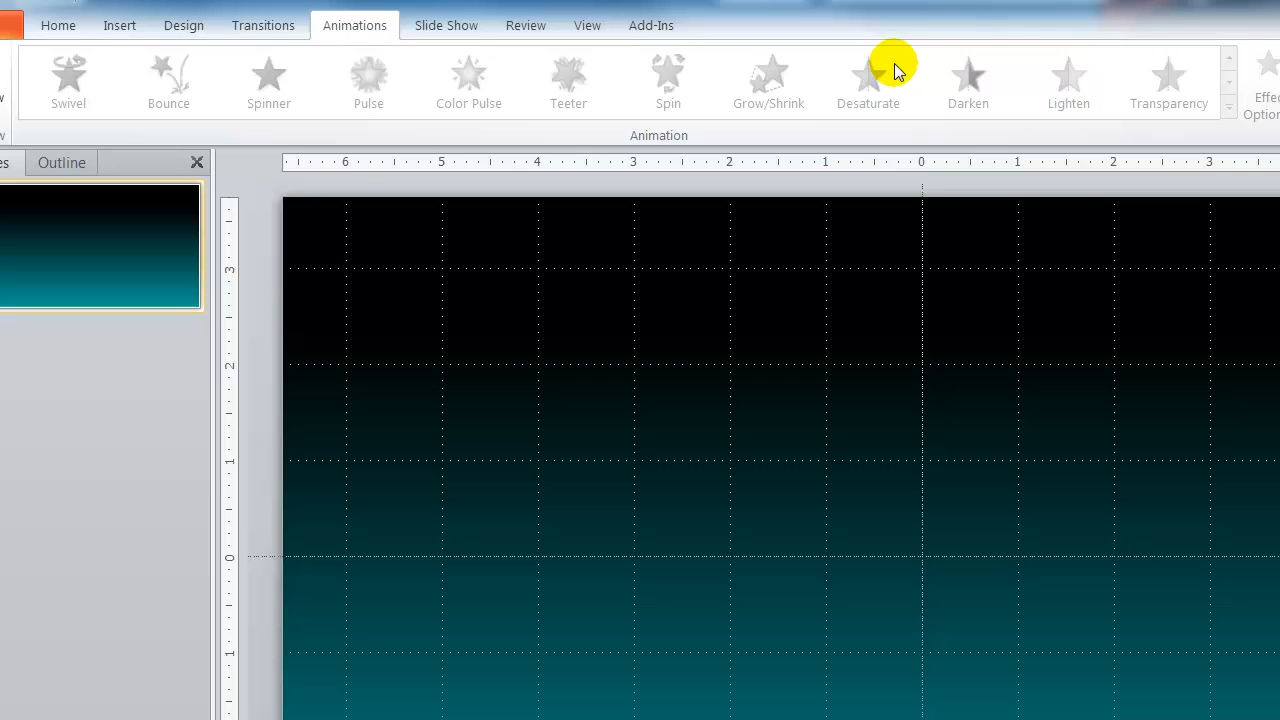 Home Insert Design Transitions Animations Slide Show Review View Add-Ins
Swivel Bounce Spinner Pulse Color Pulse Teeter Spin Grow/Shrink Desaturate Darken Lighten Transparency
Animation
Outline
6 5 4 3 2 1 0 1 2 3
3
2
1
0
1